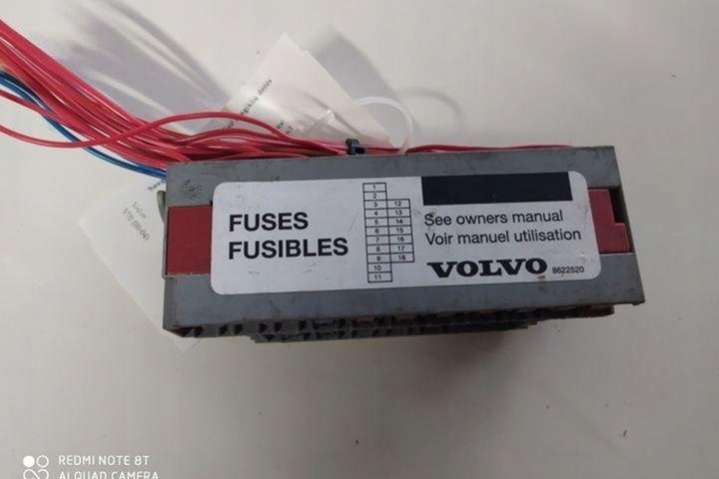 FUSES
FUSIBLES
1
2
3 12
4 13
5 14
6 15
7 16
8 17
9 18
10
11
See owners manual
Voir manuel utilisation
VOLVO 8622520
REDMI NOTE 8T
AI QUAD CAMERA